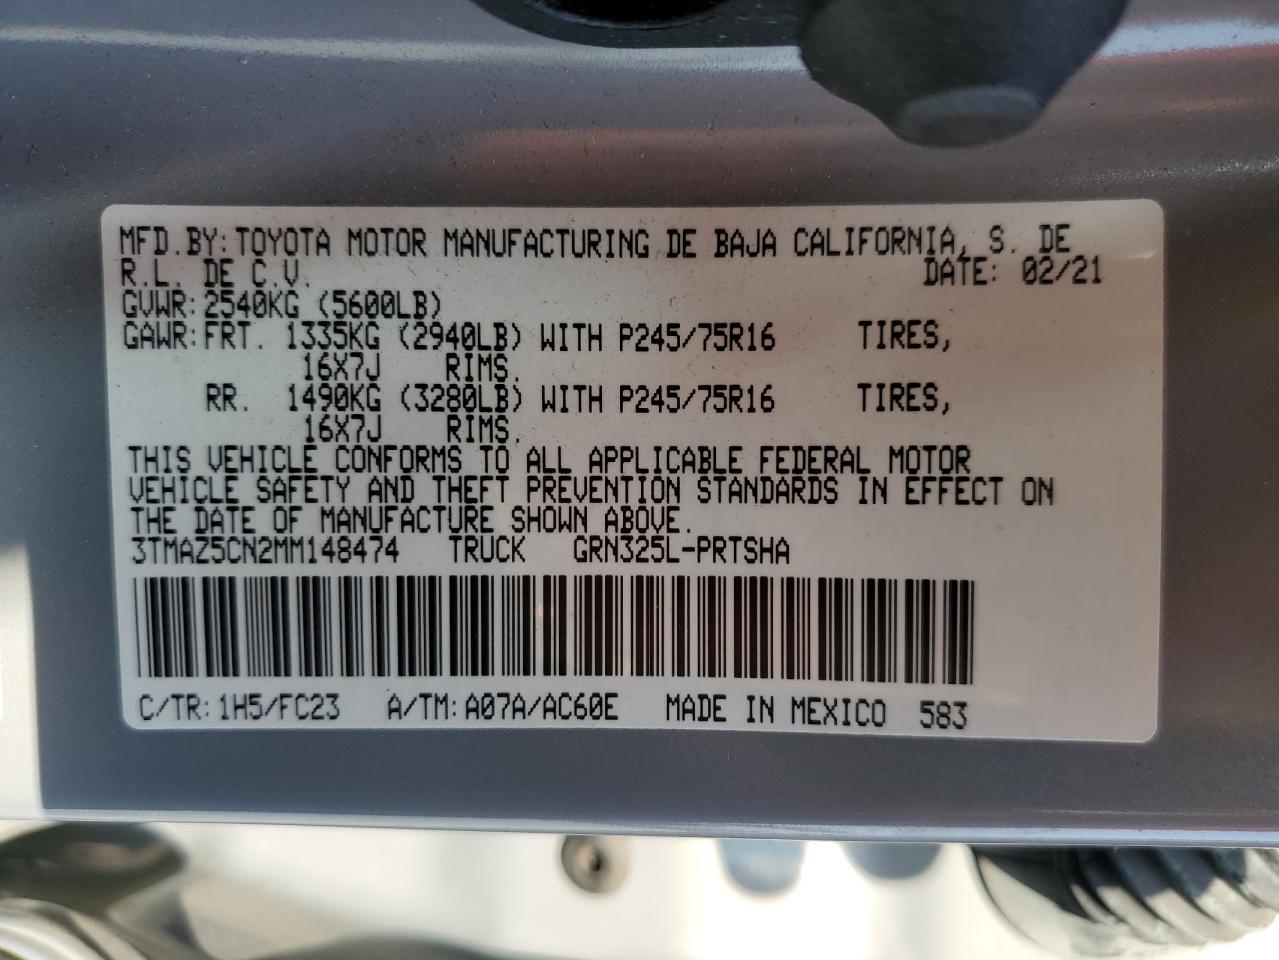 MFD.BY:TOYOTA MOTOR MANUFACTURING DE BAJA CALIFORNIA, S. DE
R.L. DE C.V. DATE: 02/21
GVWR:2540KG (5600LB)
GAWR:FRT. 1335KG (2940LB) WITH P245/75R16 TIRES,
16X7J RIMS.
RR. 1490KG (3280LB) WITH P245/75R16 TIRES,
16X7J RIMS.
THIS VEHICLE CONFORMS TO ALL APPLICABLE FEDERAL MOTOR
VEHICLE SAFETY AND THEFT PREVENTION STANDARDS IN EFFECT ON
THE DATE OF MANUFACTURE SHOWN ABOVE.
3TMAZ5CN2MM148474 TRUCK GRN325L-PRTSHA
C/TR:1H5/FC23 A/TM:A07A/AC60E MADE IN MEXICO 583